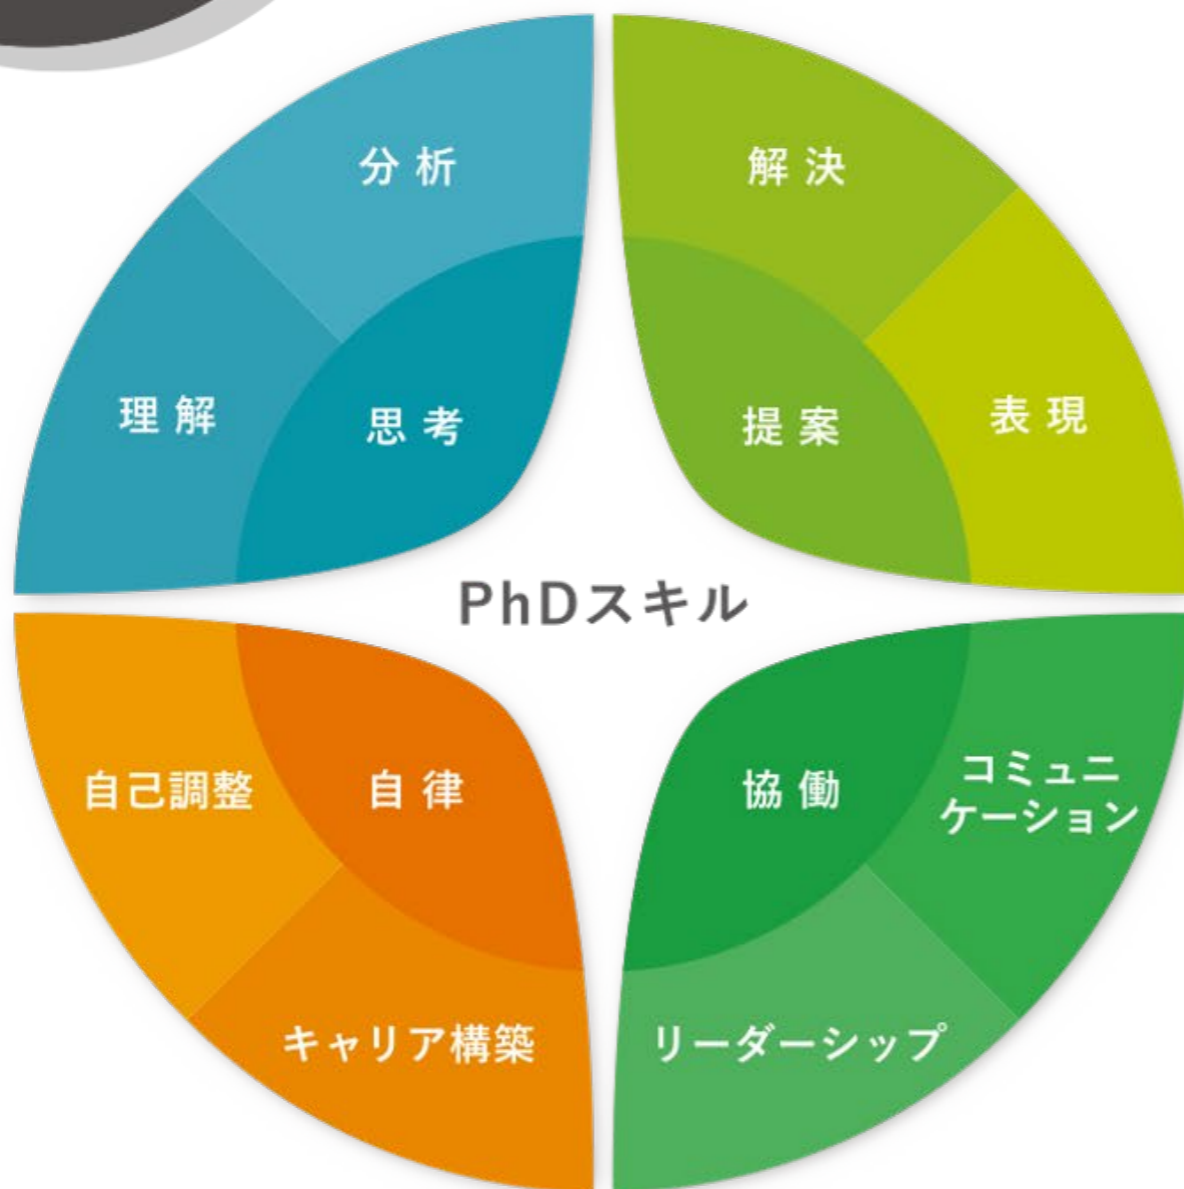 分析
解決
理解
思考
提案
表現
PhDスキル
自己調整
自律
協働
コミュニ
ケーション
キャリア構築
リーダーシップ